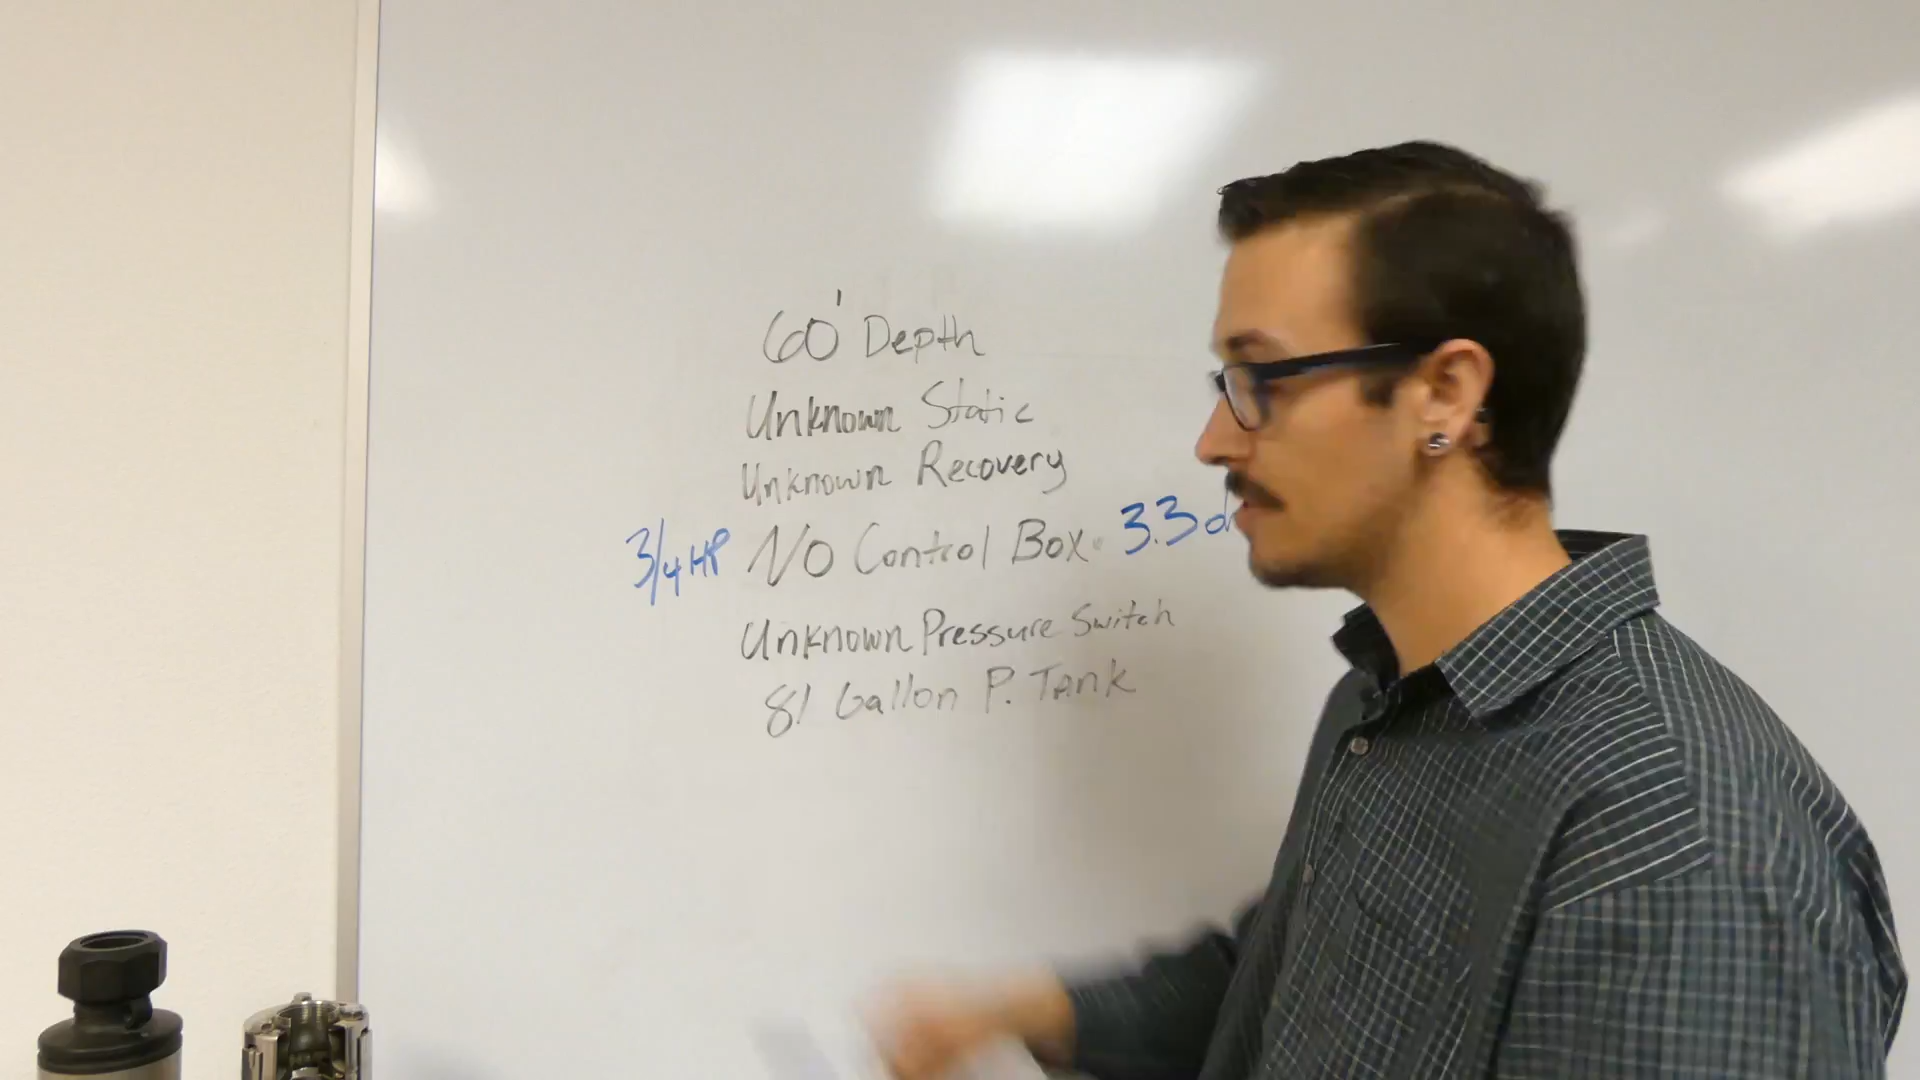 60' Depth
Unknown Static
Unknown Recovery
3/4 HP No Control Box. 3.3
Unknown Pressure Switch
81 Gallon P. Tank